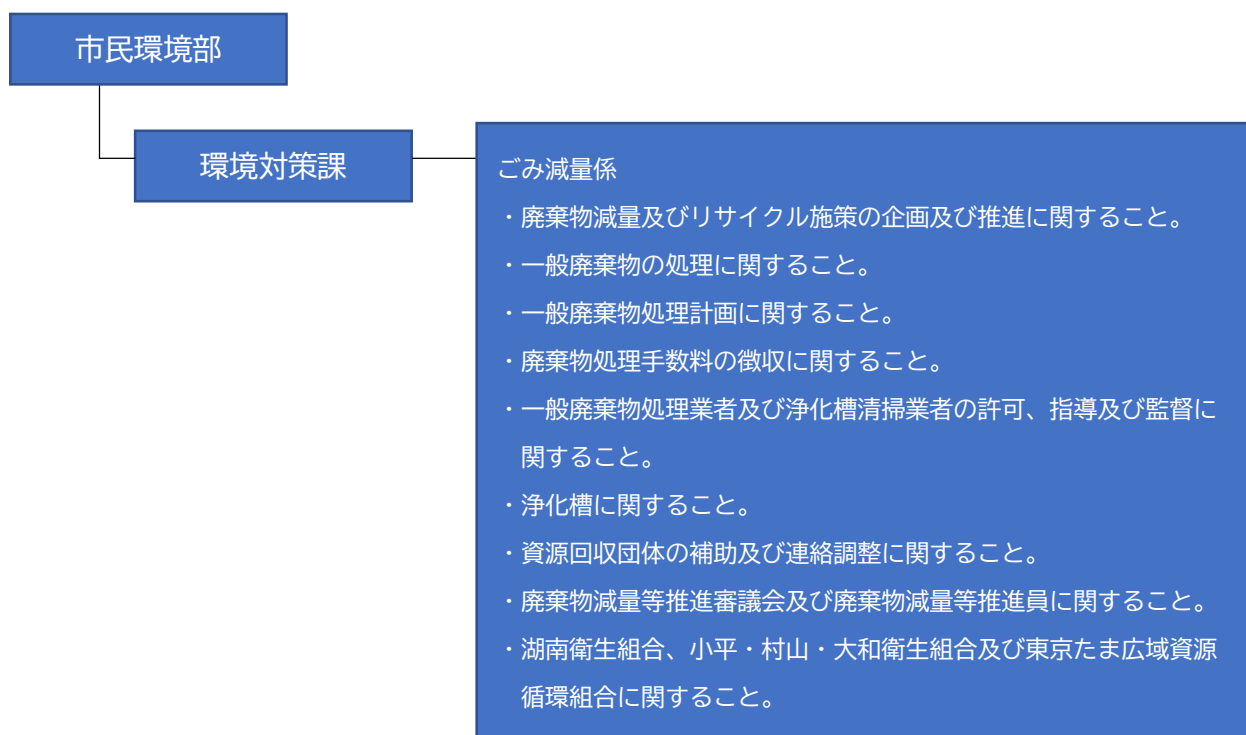 市民環境部
環境対策課
ごみ減量係
・廃棄物減量及びリサイクル施策の企画及び推進に関すること。
・一般廃棄物の処理に関すること。
・一般廃棄物処理計画に関すること。
・廃棄物処理手数料の徴収に関すること。
・一般廃棄物処理業者及び浄化槽清掃業者の許可、指導及び監督に
関すること。
・浄化槽に関すること。
・資源回収団体の補助及び連絡調整に関すること。
・廃棄物減量等推進審議会及び廃棄物減量等推進員に関すること。
・湖南衛生組合、小平・村山・大和衛生組合及び東京たま広域資源
循環組合に関すること。